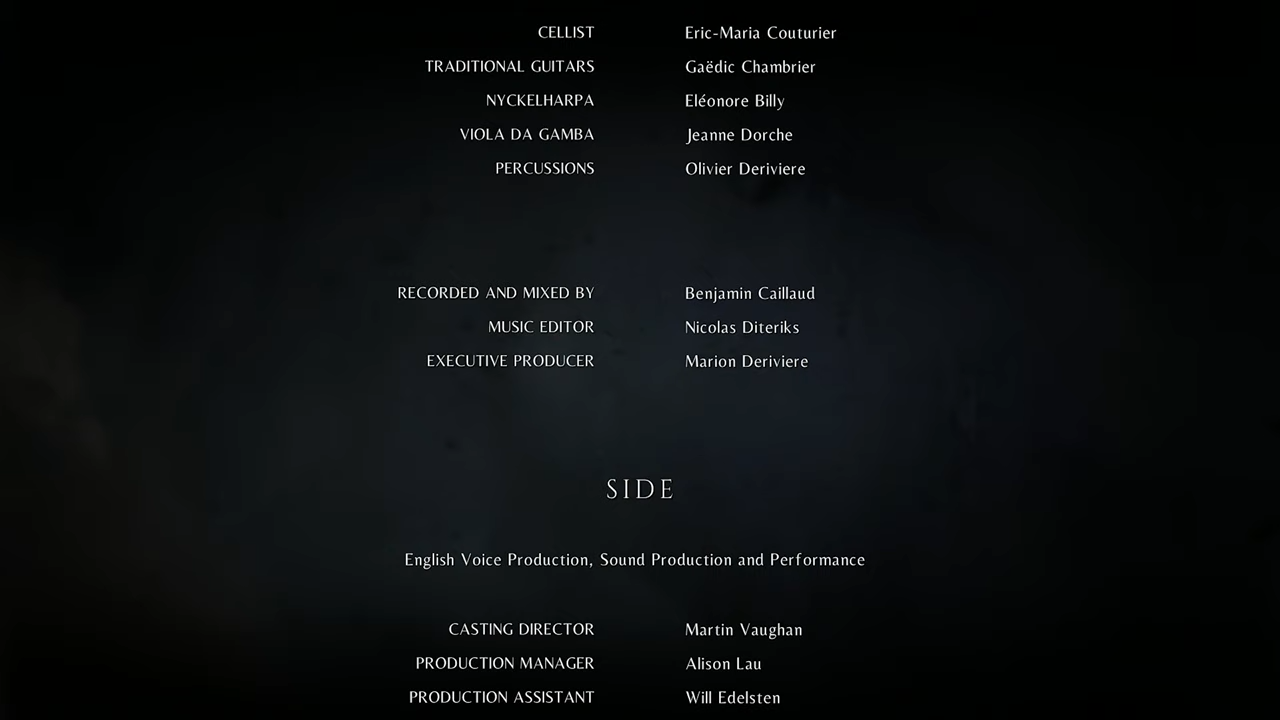 CELLIST Eric-Maria Couturier
TRADITIONAL GUITARS Gaëdic Chambrier
NYCKELHARPA Eléonore Billy
VIOLA DA GAMBA Jeanne Dorche
PERCUSSIONS Olivier Deriviere
RECORDED AND MIXED BY Benjamin Caillaud
MUSIC EDITOR Nicolas Diteriks
EXECUTIVE PRODUCER Marion Deriviere
SIDE
English Voice Production, Sound Production and Performance
CASTING DIRECTOR Martin Vaughan
PRODUCTION MANAGER Alison Lau
PRODUCTION ASSISTANT Will Edelsten